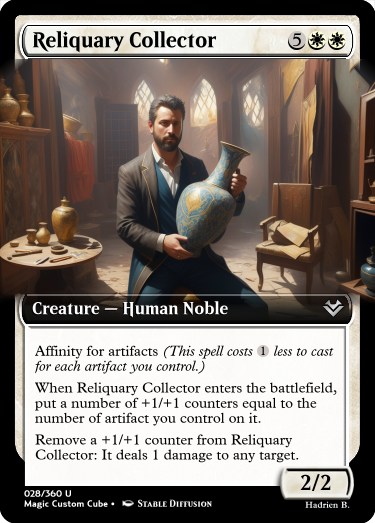 Reliquary Collector 5
Creature — Human Noble
Affinity for artifacts (This spell costs 1 less to cast
for each artifact you control.)
When Reliquary Collector enters the battlefield,
put a number of +1/+1 counters equal to the
number of artifact you control on it.
Remove a +1/+1 counter from Reliquary
Collector: It deals 1 damage to any target.
2/2
028/360 U
Magic Custom Cube • Stable Diffusion
Hadrien B.